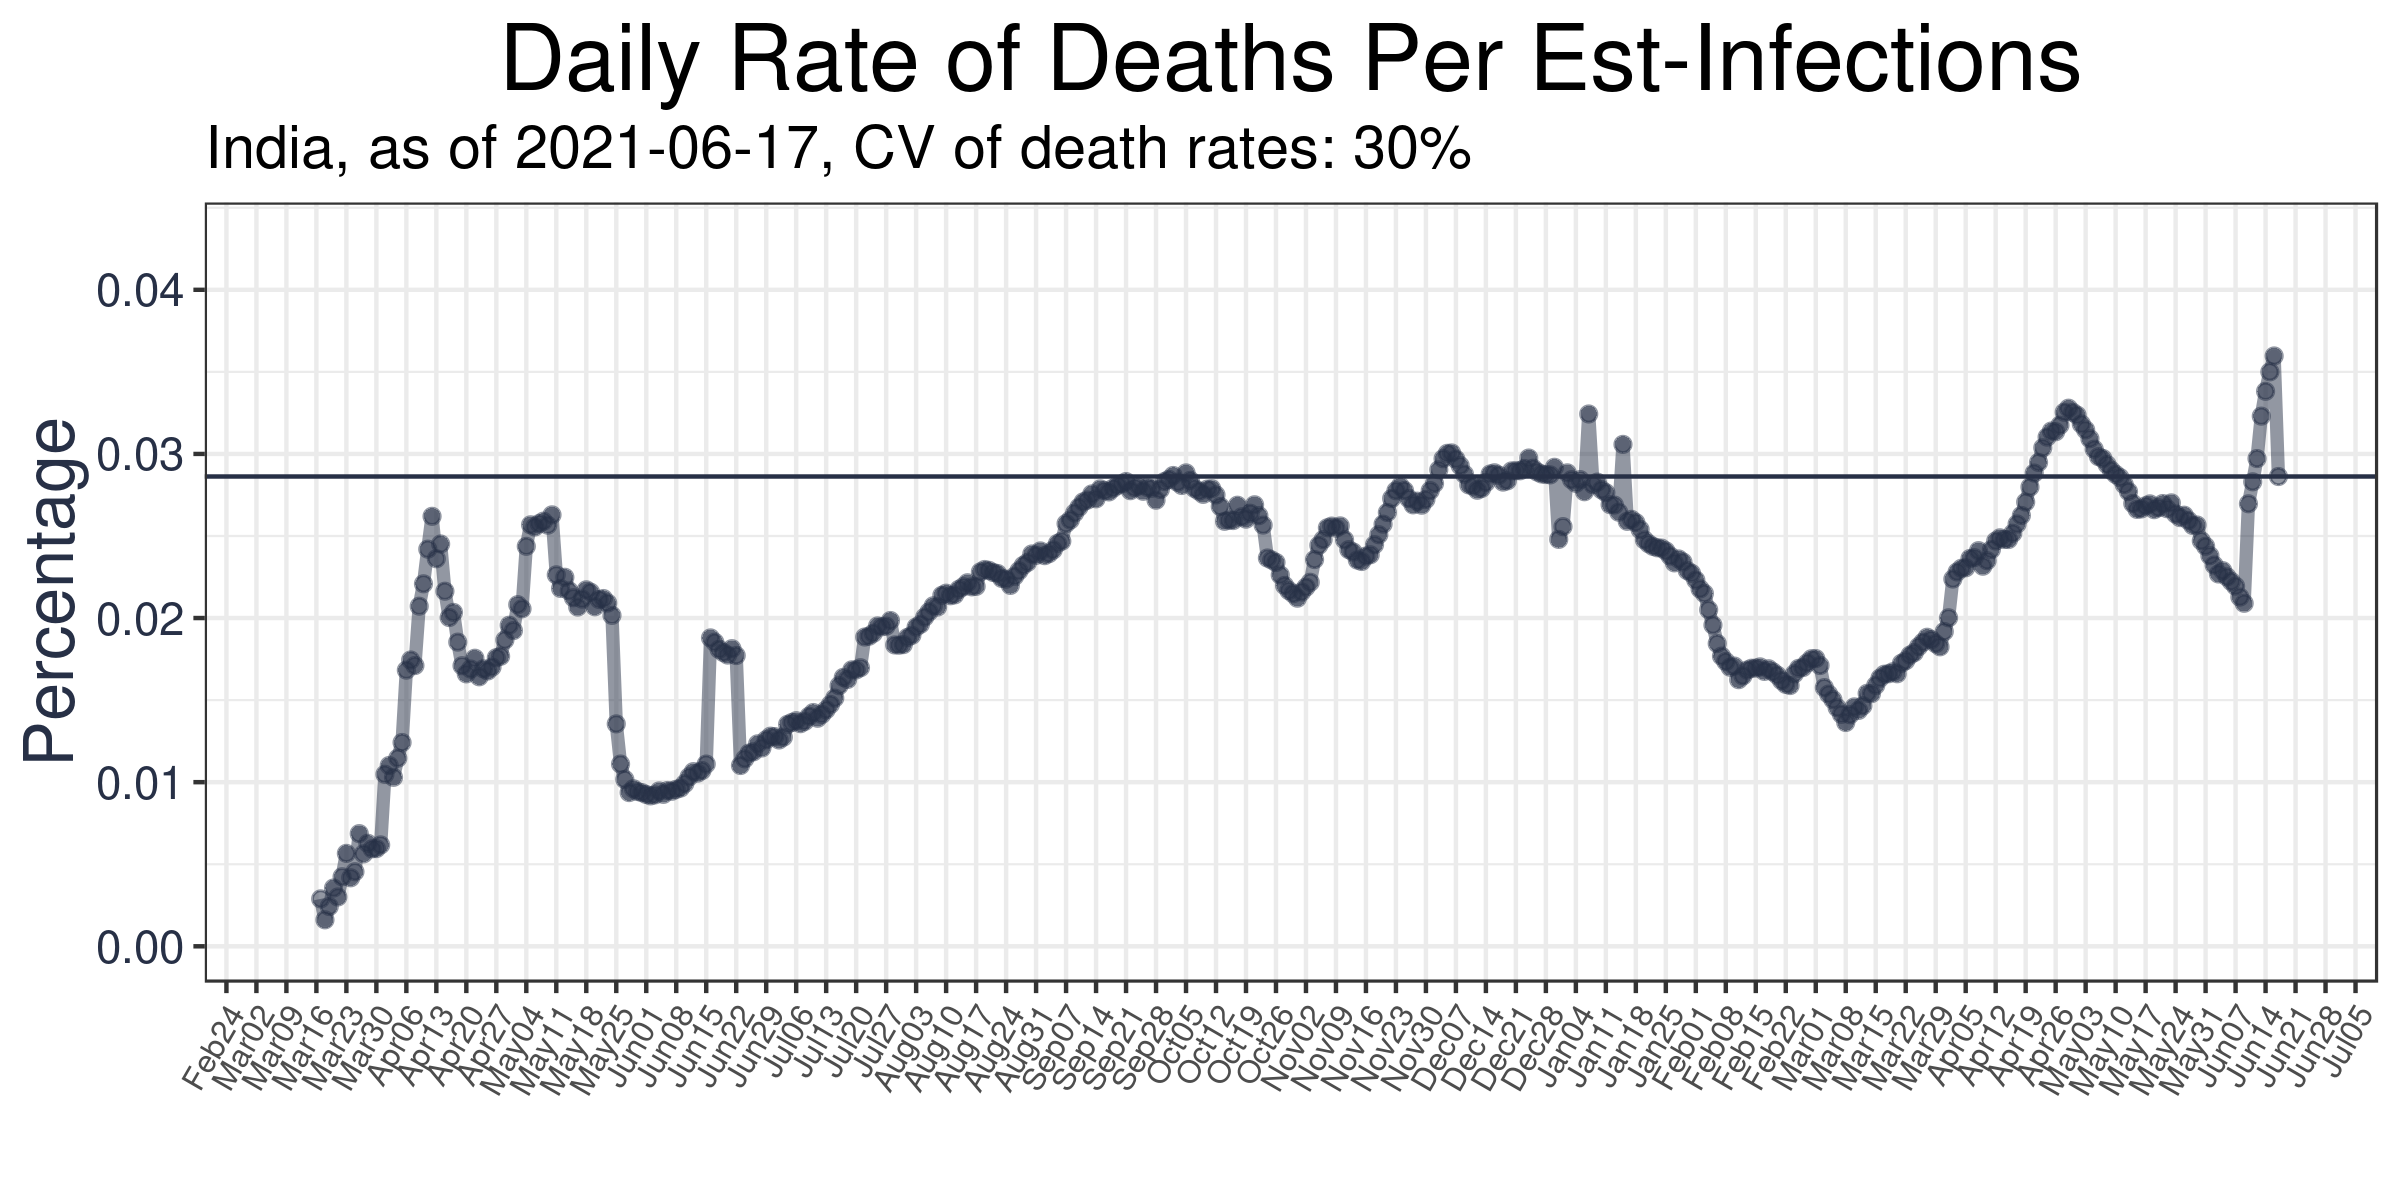 Daily Rate of Deaths Per Est-Infections
India, as of 2021-06-17, CV of death rates: 30%
Percentage
0.04
0.03
0.02
0.01
0.00
Feb24
Mar02
Mar09
Mar16
Mar23
Mar30
Apr06
Apr13
Apr20
Apr27
May04
May11
May18
May25
Jun01
Jun08
Jun15
Jun22
Jun29
Jul06
Jul13
Jul20
Jul27
Aug03
Aug10
Aug17
Aug24
Aug31
Sep07
Sep14
Sep21
Sep28
Oct05
Oct12
Oct19
Oct26
Nov02
Nov09
Nov16
Nov23
Nov30
Dec07
Dec14
Dec21
Dec28
Jan04
Jan11
Jan18
Jan25
Feb01
Feb08
Feb15
Feb22
Mar01
Mar08
Mar15
Mar22
Mar29
Apr05
Apr12
Apr19
Apr26
May03
May10
May17
May24
May31
Jun07
Jun14
Jun21
Jun28
Jul05